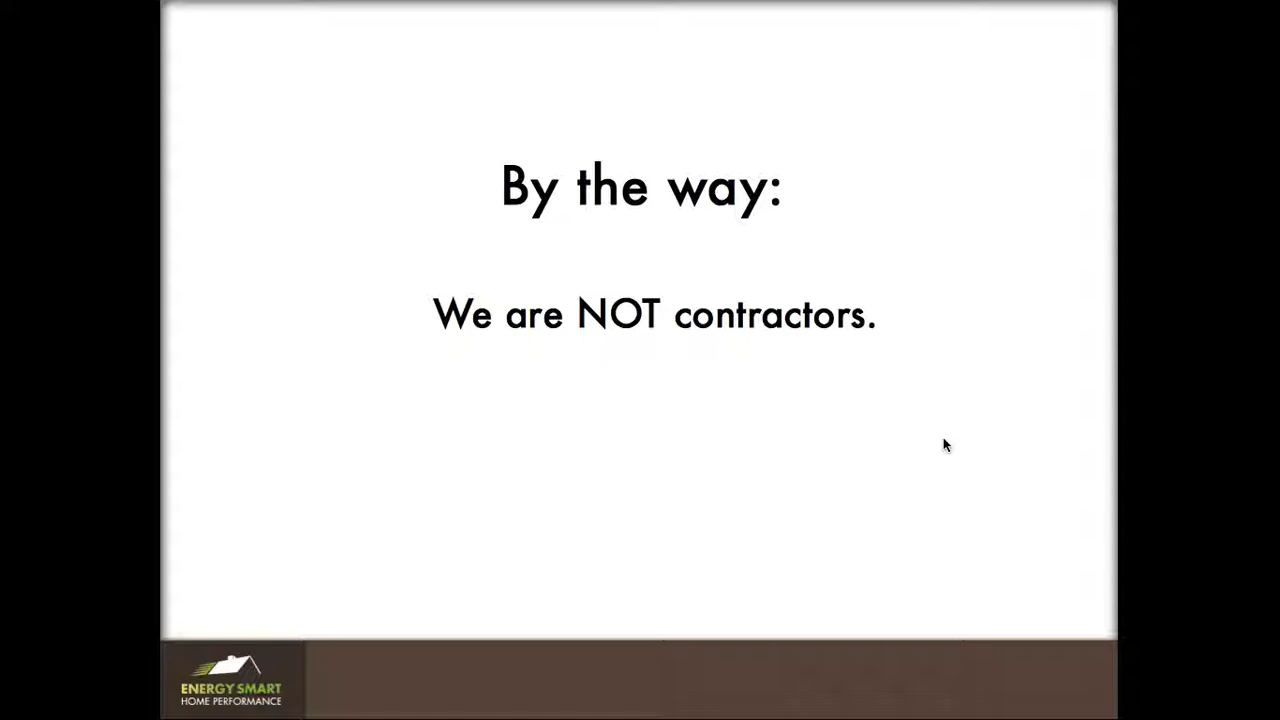 By the way:
We are NOT contractors.
ENERGY SMART
HOME PERFORMANCE